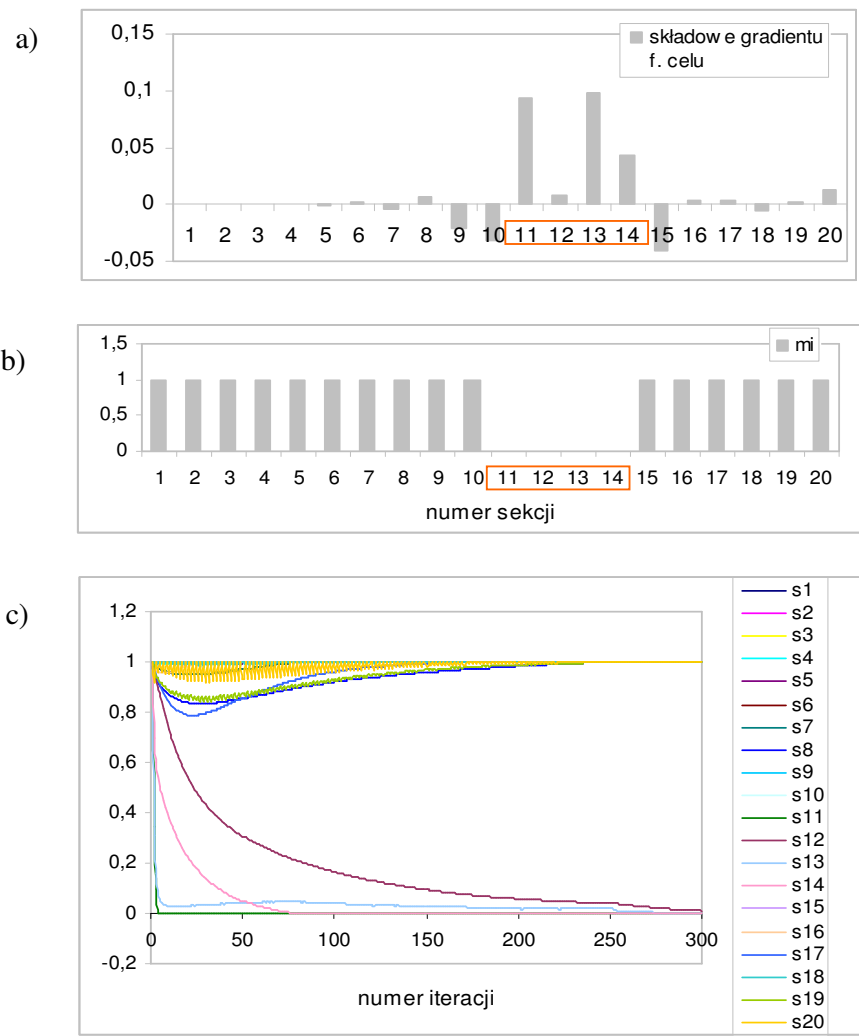 a)
0,15
0,1
0,05
0
-0,05
składow e gradientu
f. celu
1 2 3 4 5 6 7 8 9 10 11 12 13 14 15 16 17 18 19 20
b)
1,5
1
0,5
0
mi
1 2 3 4 5 6 7 8 9 10 11 12 13 14 15 16 17 18 19 20
numer sekcji
c)
1,2
1
0,8
0,6
0,4
0,2
0
-0,2
0 50 100 150 200 250 300
numer iteracji
s1
s2
s3
s4
s5
s6
s7
s8
s9
s10
s11
s12
s13
s14
s15
s16
s17
s18
s19
s20